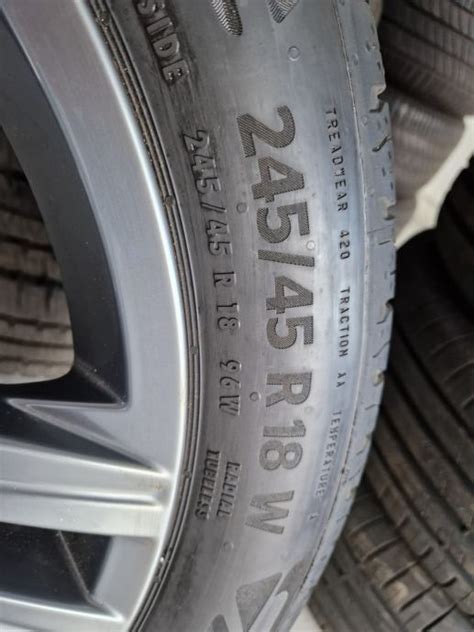 SIDE
TREADWEAR 420 TRACTION AA TEMPERATURE A
245/45 R 18 W
245/45 R 18 96W
RADIAL
TUBELESS